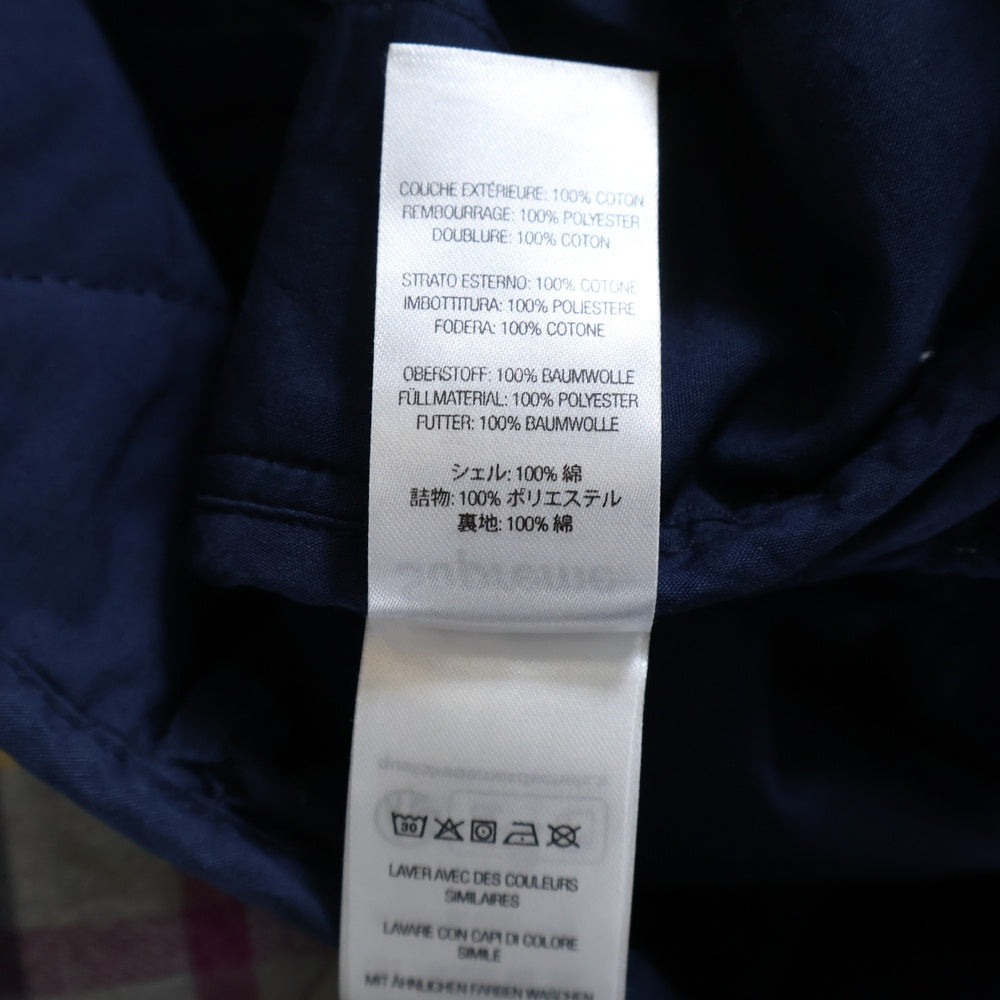 COUCHE EXTÉRIEURE: 100% COTON
REMBOURRAGE: 100% POLYESTER
DOUBLURE: 100% COTON
STRATO ESTERNO: 100% COTONE
IMBOTTITURA: 100% POLIESTERE
FODERA: 100% COTONE
OBERSTOFF: 100% BAUMWOLLE
FÜLLMATERIAL: 100% POLYESTER
FUTTER: 100% BAUMWOLLE
シェル: 100% 綿
詰物: 100% ポリエステル
裏地: 100% 綿
30
LAVER AVEC DES COULEURS
SIMILAIRES
LAVARE CON CAPI DI COLORE
SIMILE
MIT ÄHNLICHEN FARBEN WASCHEN